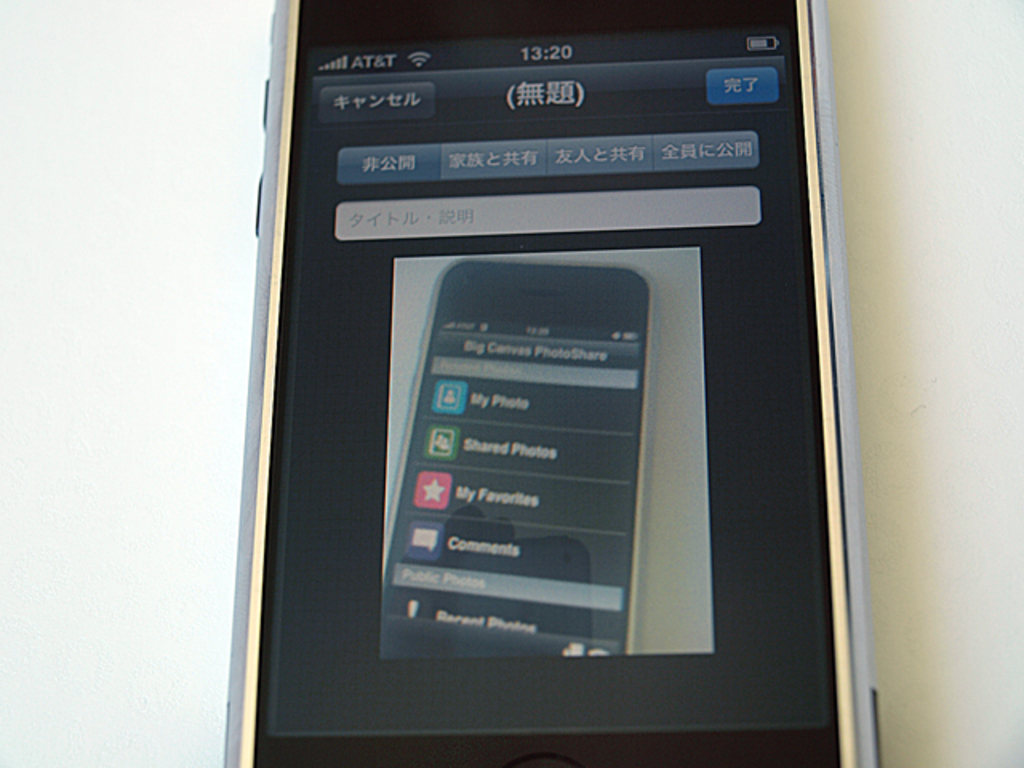 AT&T 13:20
キャンセル (無題) 完了
非公開 家族と共有 友人と共有 全員に公開
タイトル・説明
Big Canvas PhotoShare
My Photo
Shared Photos
My Favorites
Comments
Public Photos
Recent Photos